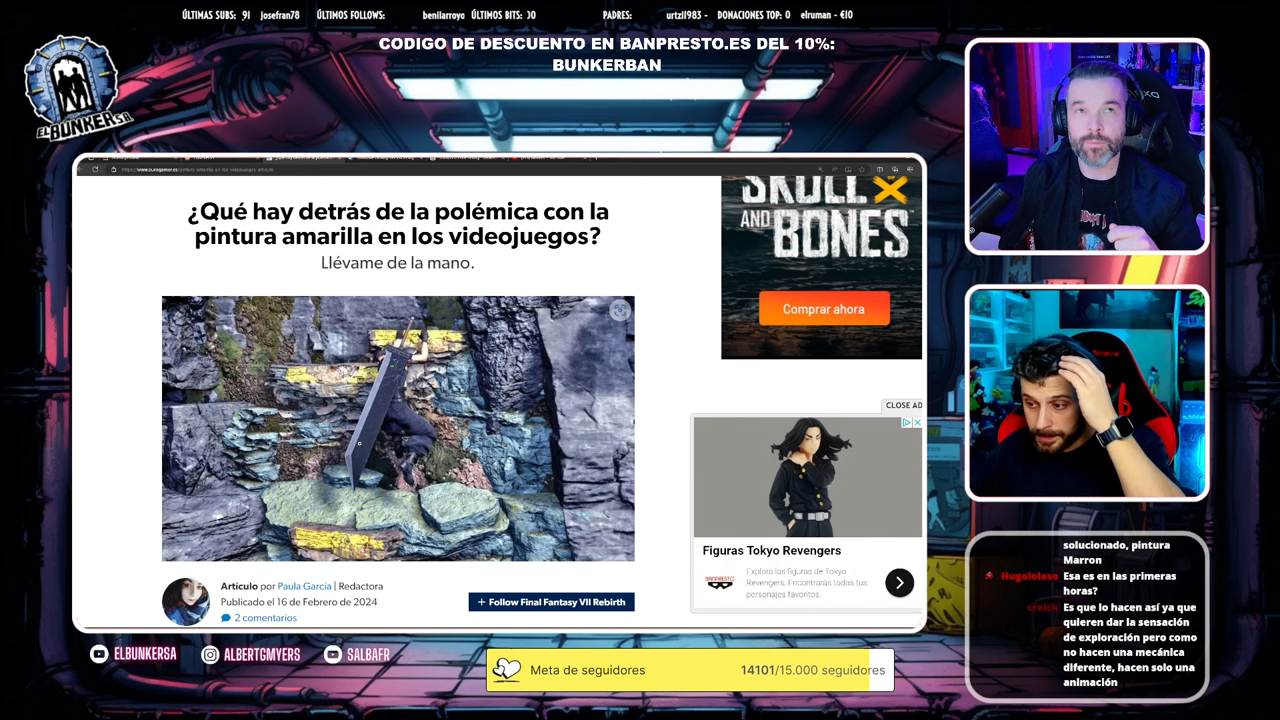 ÚLTIMAS SUBS: 91 Josefran78 ÚLTIMOS FOLLOWS: benilarroyo ÚLTIMOS BITS: 00 PADRES: urtzi1983 - DONACIONES TOP: 0 elruman - €10
CODIGO DE DESCUENTO EN BANPRESTO.ES DEL 10%:
BUNKERBAN
EL BUNKER S.A.
¿Qué hay detrás de la polémica con la
pintura amarilla en los videojuegos?
Llévame de la mano.
SKULL
AND BONES
Comprar ahora
CLOSE AD
Figuras Tokyo Revengers
BANPRESTO
Explora las figuras de Tokyo
Revengers. Encontrarás todos tus
personajes favoritos.
Artículo por Paula García | Redactora
Publicado el 16 de Febrero de 2024
2 comentarios
+ Follow Final Fantasy VII Rebirth
ELBUNKERSA
ALBERTGMYERS
SALBAFR
Meta de seguidores 14101/15.000 seguidores
solucionado, pintura
Marron
Hugololaso Esa es en las primeras
horas?
creick Es que lo hacen así ya que
quieren dar la sensación
de exploración pero como
no hacen una mecánica
diferente, hacen solo una
animación